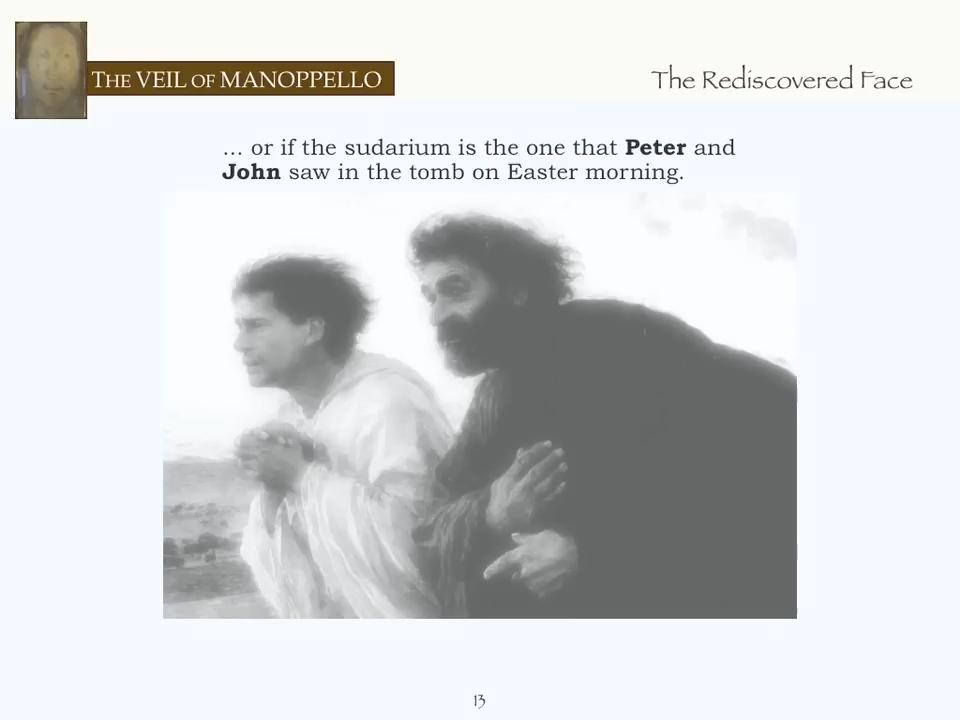 THE VEIL OF MANOPPELLO
The Rediscovered Face
... or if the sudarium is the one that Peter and
John saw in the tomb on Easter morning.
13